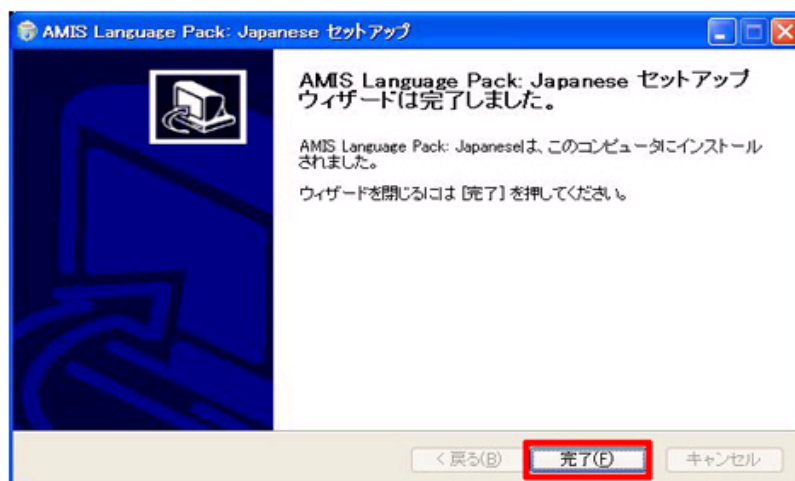 AMIS Language Pack: Japanese セットアップ
AMIS Language Pack: Japanese セットアップ
ウィザードは完了しました。
AMIS Language Pack: Japaneseは、このコンピュータにインストール
されました。
ウィザードを閉じるには [完了] を押してください。
< 戻る(B) 完了(F) キャンセル